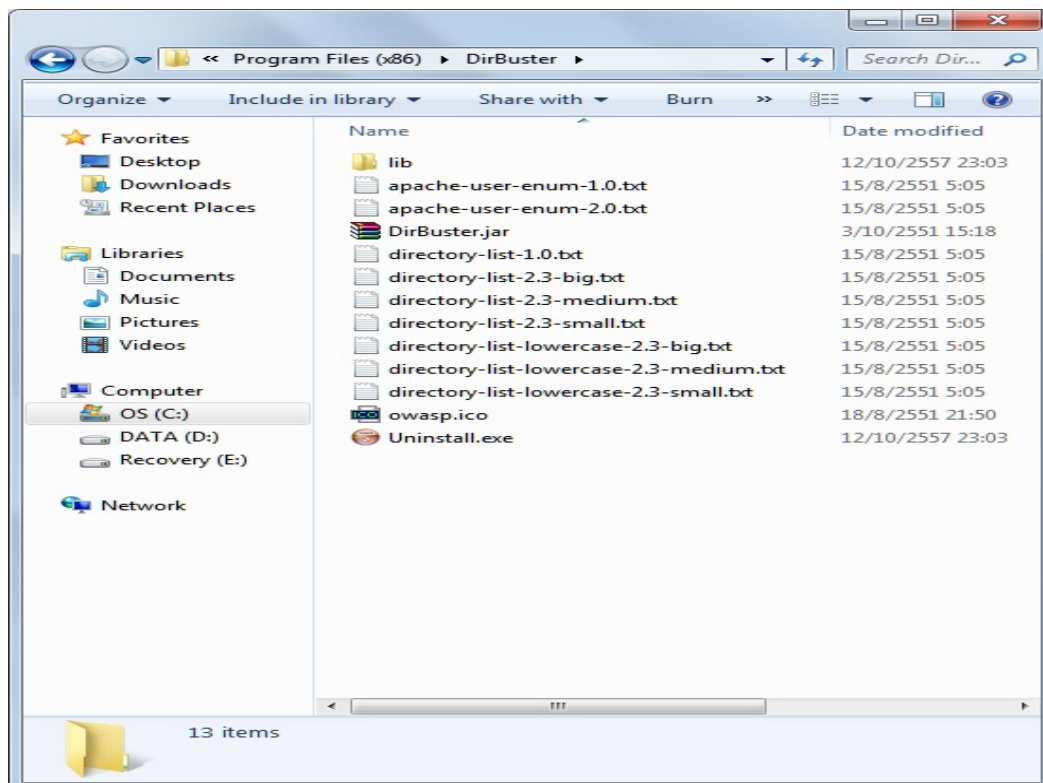 « Program Files (x86) ▸ DirBuster ▸
Search Dir...
Organize Include in library Share with Burn »
Name Date modified
Favorites
Desktop
Downloads
Recent Places
Libraries
Documents
Music
Pictures
Videos
Computer
OS (C:)
DATA (D:)
Recovery (E:)
Network
lib 12/10/2557 23:03
apache-user-enum-1.0.txt 15/8/2551 5:05
apache-user-enum-2.0.txt 15/8/2551 5:05
DirBuster.jar 3/10/2551 15:18
directory-list-1.0.txt 15/8/2551 5:05
directory-list-2.3-big.txt 15/8/2551 5:05
directory-list-2.3-medium.txt 15/8/2551 5:05
directory-list-2.3-small.txt 15/8/2551 5:05
directory-list-lowercase-2.3-big.txt 15/8/2551 5:05
directory-list-lowercase-2.3-medium.txt 15/8/2551 5:05
directory-list-lowercase-2.3-small.txt 15/8/2551 5:05
ICO owasp.ico 18/8/2551 21:50
Uninstall.exe 12/10/2557 23:03
13 items